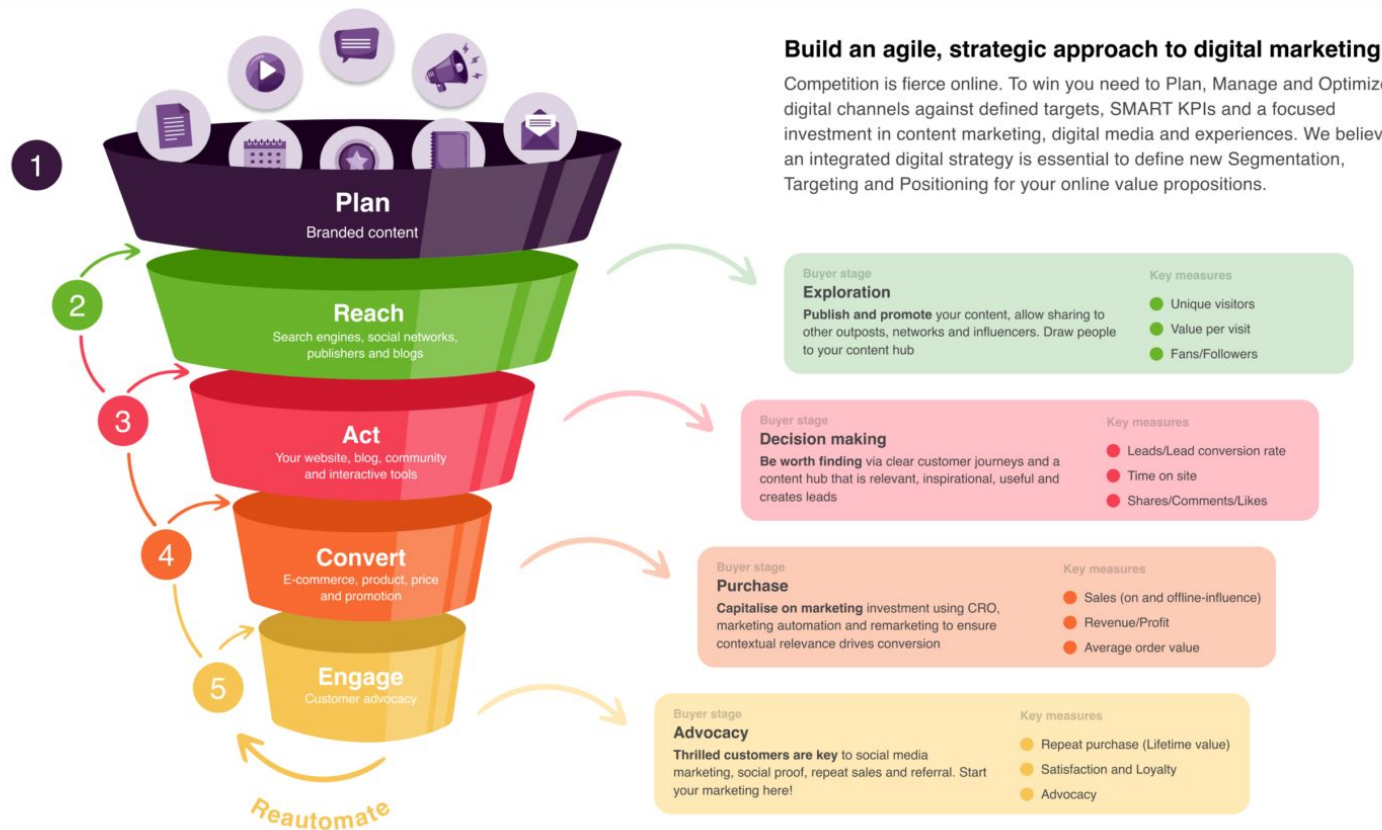 Build an agile, strategic approach to digital marketing
Competition is fierce online. To win you need to Plan, Manage and Optimize
digital channels against defined targets, SMART KPIs and a focused
investment in content marketing, digital media and experiences. We believ
an integrated digital strategy is essential to define new Segmentation,
Targeting and Positioning for your online value propositions.
1
Plan
Branded content
2
Reach
Search engines, social networks,
publishers and blogs
Buyer stage
Exploration
Publish and promote your content, allow sharing to
other outposts, networks and influencers. Draw people
to your content hub
Key measures
Unique visitors
Value per visit
Fans/Followers
3
Act
Your website, blog, community
and interactive tools
Buyer stage
Decision making
Be worth finding via clear customer journeys and a
content hub that is relevant, inspirational, useful and
creates leads
Key measures
Leads/Lead conversion rate
Time on site
Shares/Comments/Likes
4
Convert
E-commerce, product, price
and promotion
Buyer stage
Purchase
Capitalise on marketing investment using CRO,
marketing automation and remarketing to ensure
contextual relevance drives conversion
Key measures
Sales (on and offline-influence)
Revenue/Profit
Average order value
5
Engage
Customer advocacy
Buyer stage
Advocacy
Thrilled customers are key to social media
marketing, social proof, repeat sales and referral. Start
your marketing here!
Key measures
Repeat purchase (Lifetime value)
Satisfaction and Loyalty
Advocacy
Reautomate